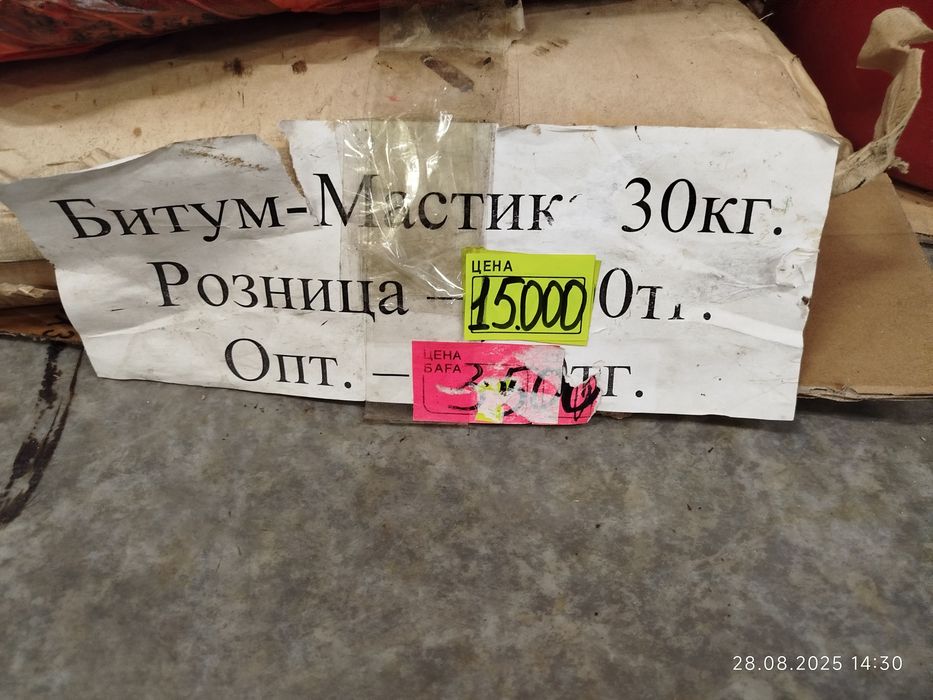 Битум-Мастик 30кг.
Розница – 0тг.
ЦЕНА
15.000
Опт. – тг.
ЦЕНА
БАҒА
28.08.2025 14:30